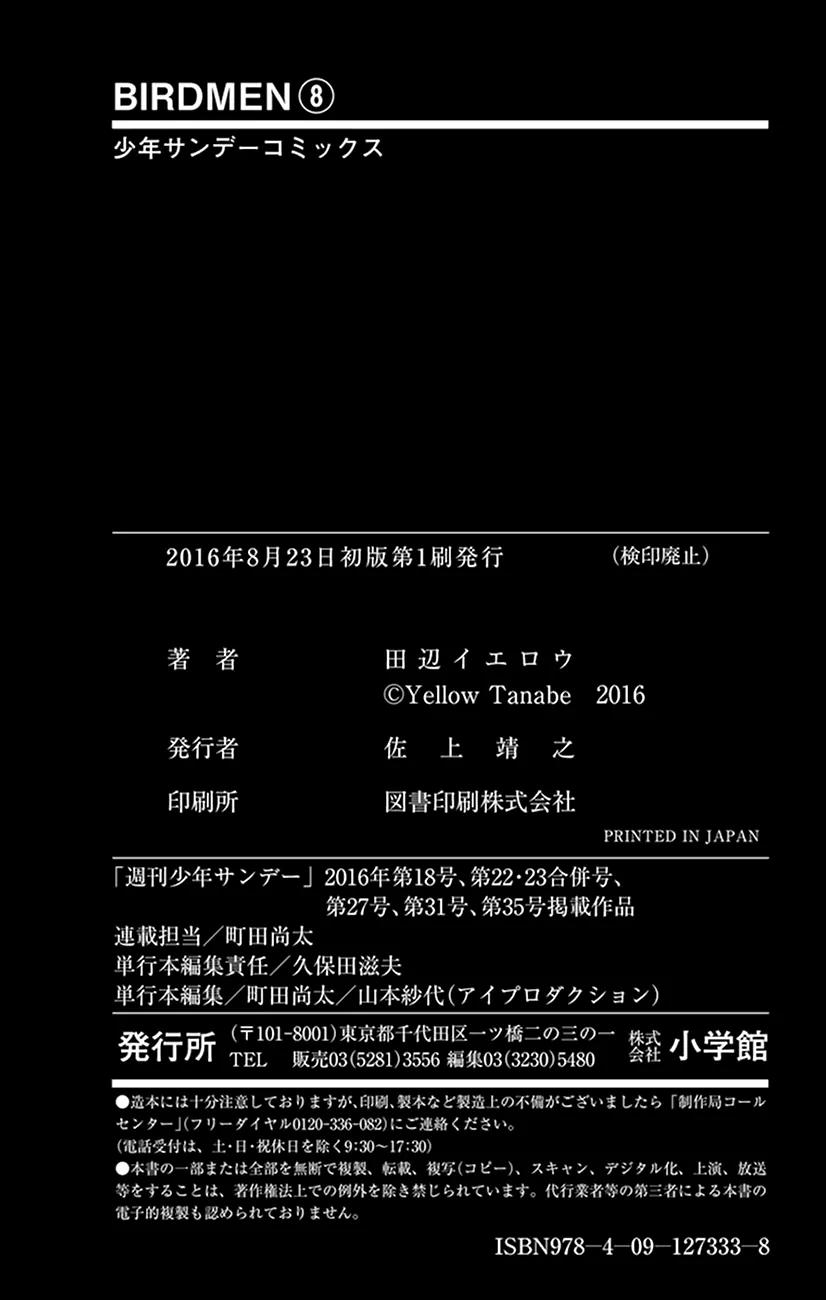 BIRDMEN⑧
少年サンデーコミックス
2016年8月23日初版第1刷発行 （検印廃止）
著　者 田辺イエロウ
©Yellow Tanabe 2016
発行者 佐上靖之
印刷所 図書印刷株式会社
PRINTED IN JAPAN
「週刊少年サンデー」2016年第18号、第22・23合併号、
第27号、第31号、第35号掲載作品
連載担当／町田尚太
単行本編集責任／久保田滋夫
単行本編集／町田尚太／山本紗代（アイプロダクション）
発行所 （〒101-8001）東京都千代田区一ツ橋二の三の一 株式会社 小学館
TEL 販売03(5281)3556 編集03(3230)5480
●造本には十分注意しておりますが、印刷、製本など製造上の不備がございましたら「制作局コール
センター」（フリーダイヤル0120-336-082）にご連絡ください。
（電話受付は、土・日・祝休日を除く9:30〜17:30）
●本書の一部または全部を無断で複製、転載、複写（コピー）、スキャン、デジタル化、上演、放送
等をすることは、著作権法上での例外を除き禁じられています。代行業者等の第三者による本書の
電子的複製も認められておりません。
ISBN978-4-09-127333-8